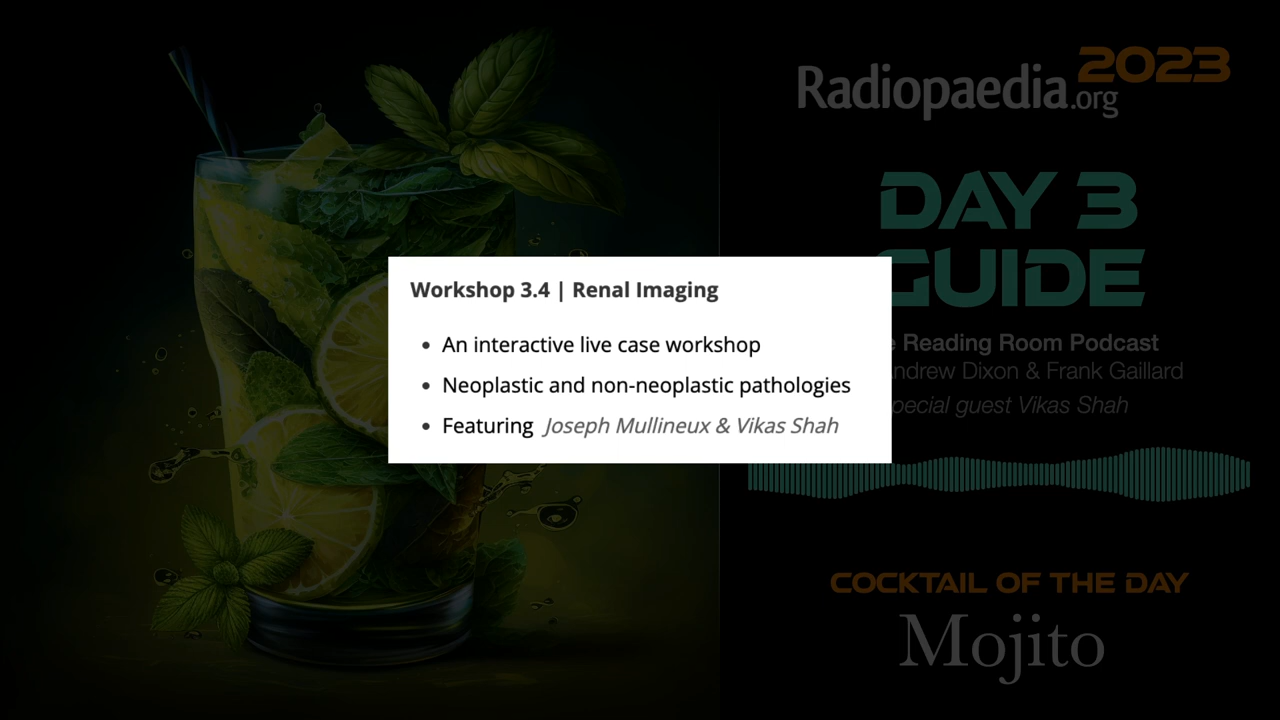 2023
Radiopaedia.org
DAY 3
GUIDE
Reading Room Podcast
Andrew Dixon & Frank Gaillard
guest Vikas Shah
Workshop 3.4 | Renal Imaging
• An interactive live case workshop
• Neoplastic and non-neoplastic pathologies
• Featuring Joseph Mullineux & Vikas Shah
COCKTAIL OF THE DAY
Mojito